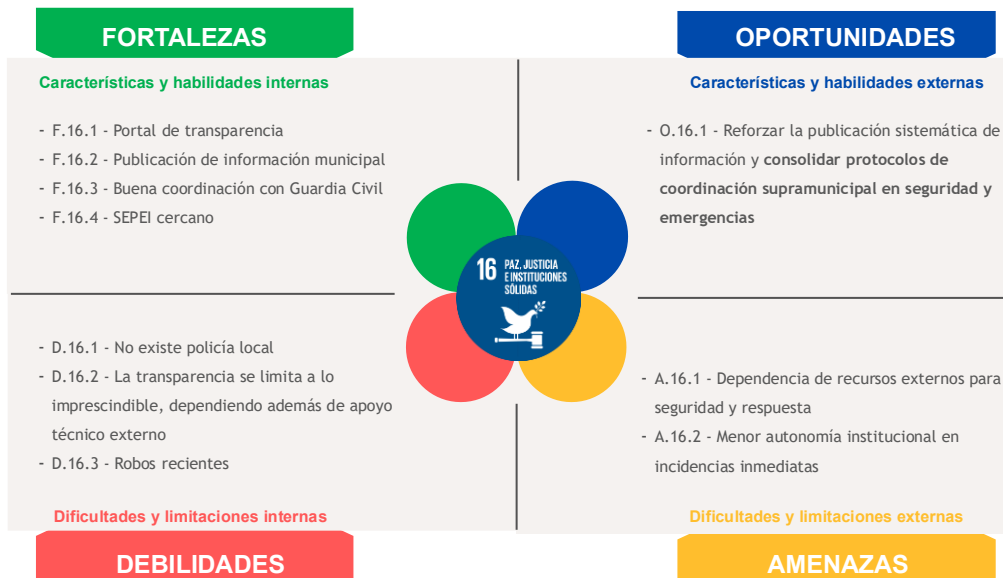 FORTALEZAS
Características y habilidades internas
- F.16.1 - Portal de transparencia
- F.16.2 - Publicación de información municipal
- F.16.3 - Buena coordinación con Guardia Civil
- F.16.4 - SEPEI cercano
OPORTUNIDADES
Características y habilidades externas
- O.16.1 - Reforzar la publicación sistemática de
información y consolidar protocolos de
coordinación supramunicipal en seguridad y
emergencias
16 PAZ, JUSTICIA
E INSTITUCIONES
SÓLIDAS
- D.16.1 - No existe policía local
- D.16.2 - La transparencia se limita a lo
imprescindible, dependiendo además de apoyo
técnico externo
- D.16.3 - Robos recientes
Dificultades y limitaciones internas
DEBILIDADES
- A.16.1 - Dependencia de recursos externos para
seguridad y respuesta
- A.16.2 - Menor autonomía institucional en
incidencias inmediatas
Dificultades y limitaciones externas
AMENAZAS